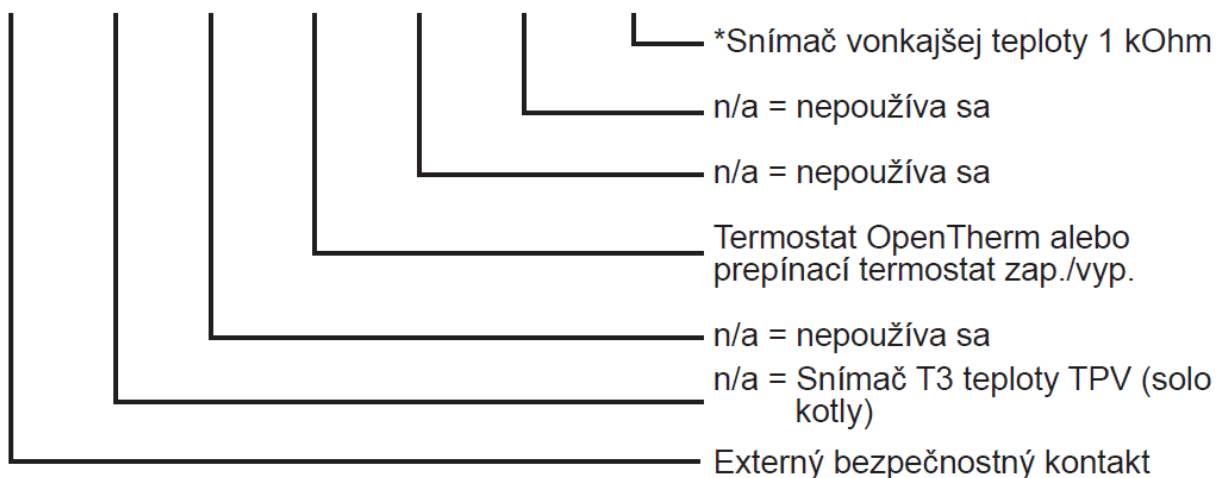 *Snímač vonkajšej teploty 1 kOhm
n/a = nepoužíva sa
n/a = nepoužíva sa
Termostat OpenTherm alebo
prepínací termostat zap./vyp.
n/a = nepoužíva sa
n/a = Snímač T3 teploty TPV (solo
kotly)
Externý bezpečnostný kontakt